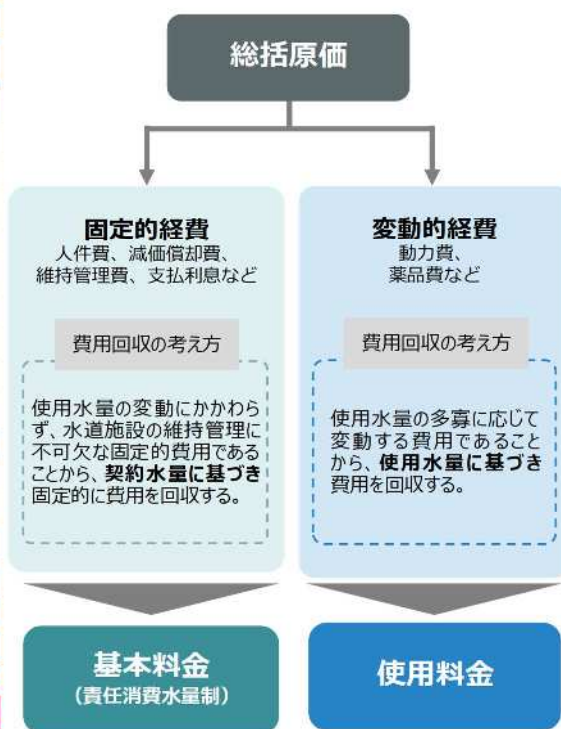 総括原価
固定的経費
人件費、減価償却費、
維持管理費、支払利息など
費用回収の考え方
使用水量の変動にかかわら
ず、水道施設の維持管理に
不可欠な固定的費用であ
ることから、契約水量に基づき
固定的に費用を回収する。
基本料金
(責任消費水量制)
変動的経費
動力費、
薬品費など
費用回収の考え方
使用水量の多寡に応じて
変動する費用であること
から、使用水量に基づき
費用を回収する。
使用料金